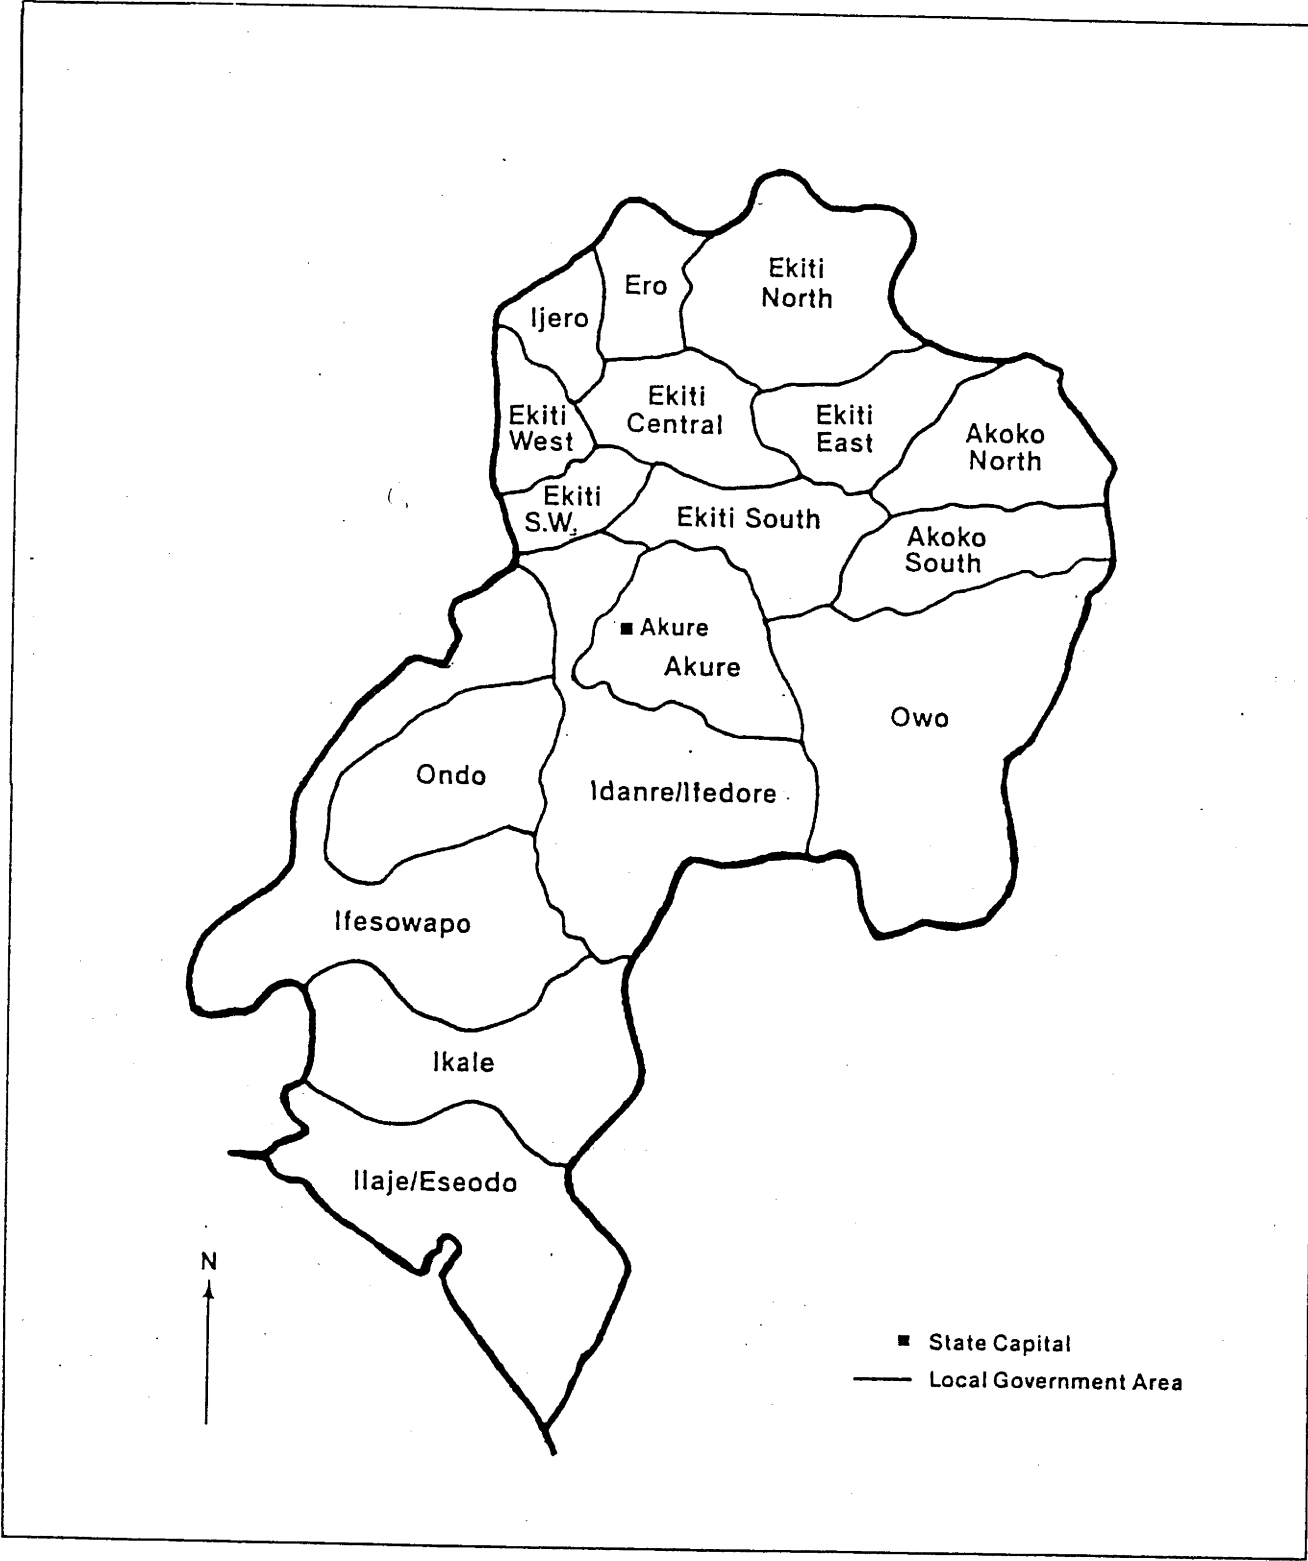 Ekiti
North
Ero
Ijero
Ekiti
Central
Ekiti
West
Ekiti
East
Akoko
North
Ekiti
S.W.
Ekiti South
Akoko
South
Akure
Akure
Owo
Ondo
Idanre/Ifedore
Ifesowapo
Ikale
Ilaje/Eseodo
N
State Capital
Local Government Area